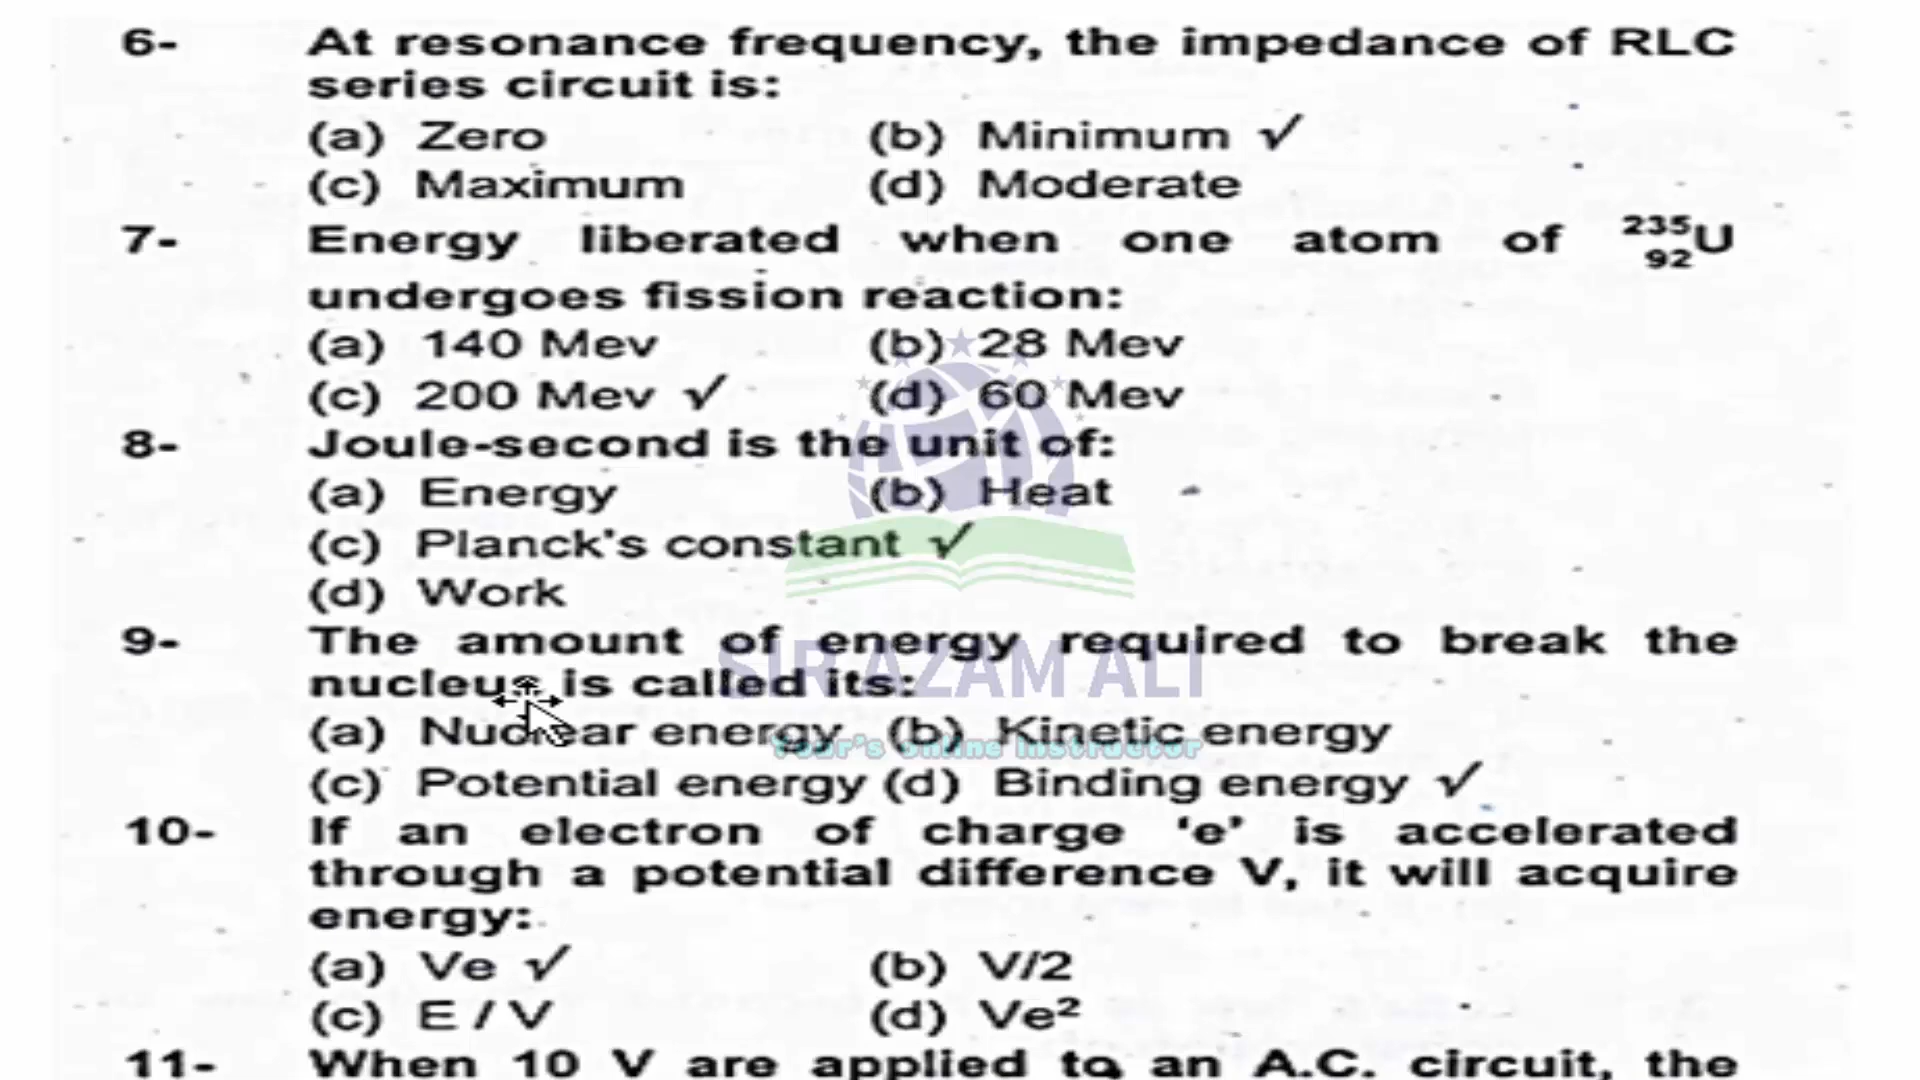 6- At resonance frequency, the impedance of RLC
series circuit is:
(a) Zero (b) Minimum √
(c) Maximum (d) Moderate
7- Energy liberated when one atom of ²³⁵₉₂U
undergoes fission reaction:
(a) 140 Mev (b) 28 Mev
(c) 200 Mev √ (d) 60 Mev
8- Joule-second is the unit of:
(a) Energy (b) Heat
(c) Planck's constant √
(d) Work
9- The amount of energy required to break the
nucleus is called its:
SIR AZAM ALI
(a) Nuclear energy (b) Kinetic energy
Your's online instructor
(c) Potential energy (d) Binding energy √
10- If an electron of charge ‘e’ is accelerated
through a potential difference V, it will acquire
energy:
(a) Ve √ (b) V/2
(c) E / V (d) Ve²
11- When 10 V are applied to an A.C. circuit, the